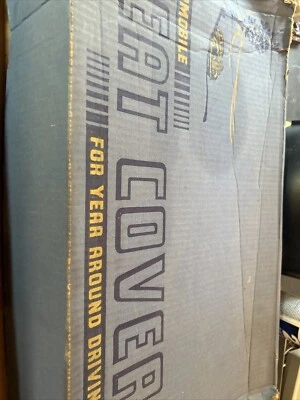 MOBILE
EAT COVER
FOR YEAR AROUND DRIVIN